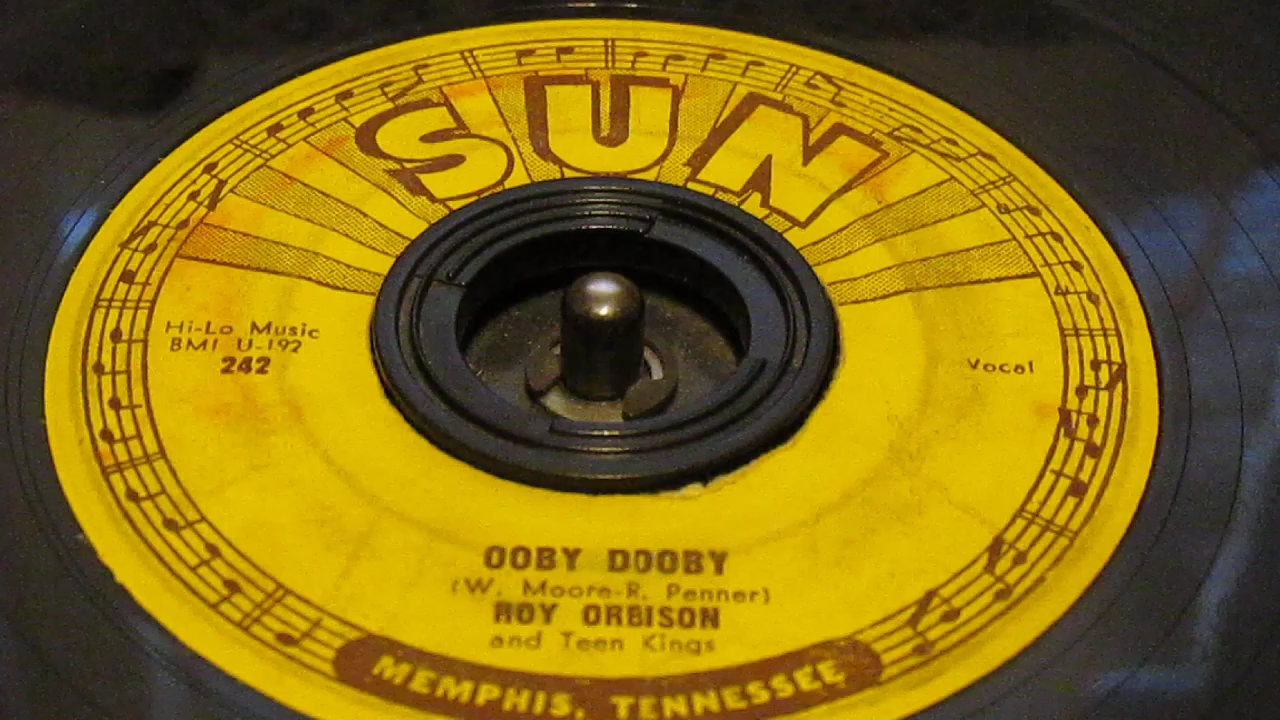 SUN
Hi-Lo Music
BMI U-192
242
Vocal
OOBY DOOBY
(W. Moore-R. Penner)
ROY ORBISON
and Teen Kings
MEMPHIS, TENNESSEE